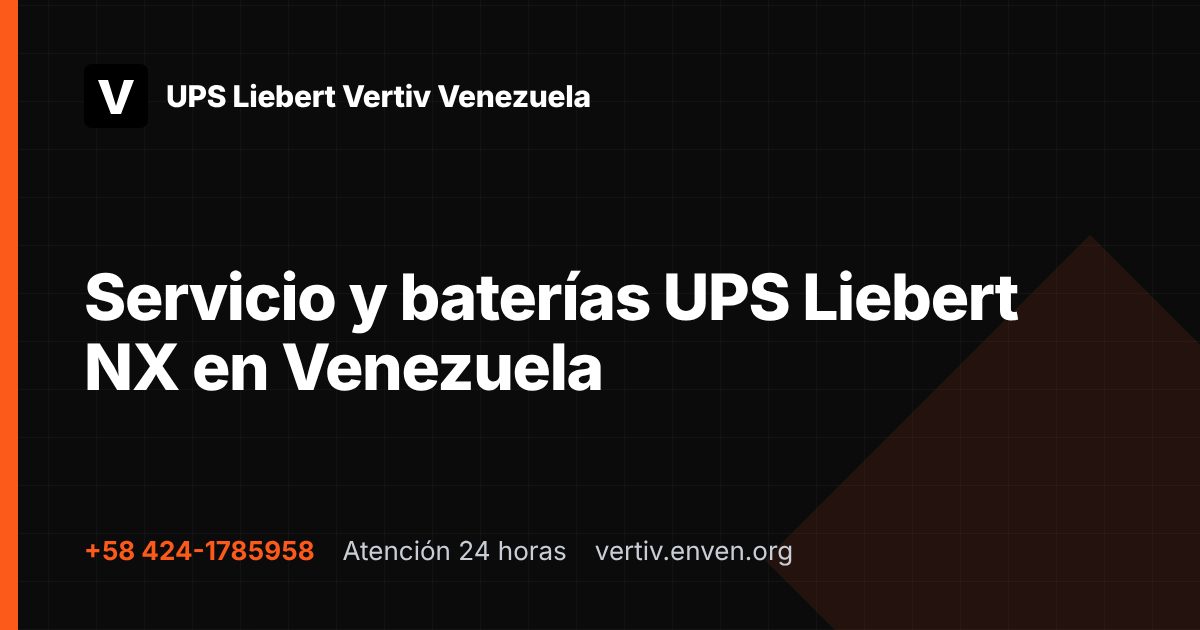 V
UPS Liebert Vertiv Venezuela
Servicio y baterías UPS Liebert
NX en Venezuela
+58 424-1785958 Atención 24 horas vertiv.enven.org